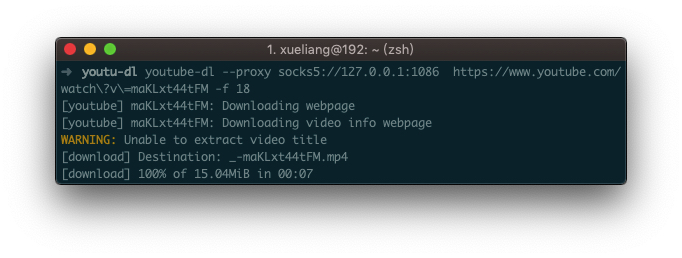 1. xueliang@192: ~ (zsh)
➜ youtu-dl youtube-dl --proxy socks5://127.0.0.1:1086  https://www.youtube.com/
watch\?v\=maKLxt44tFM -f 18
[youtube] maKLxt44tFM: Downloading webpage
[youtube] maKLxt44tFM: Downloading video info webpage
WARNING: Unable to extract video title
[download] Destination: _-maKLxt44tFM.mp4
[download] 100% of 15.04MiB in 00:07